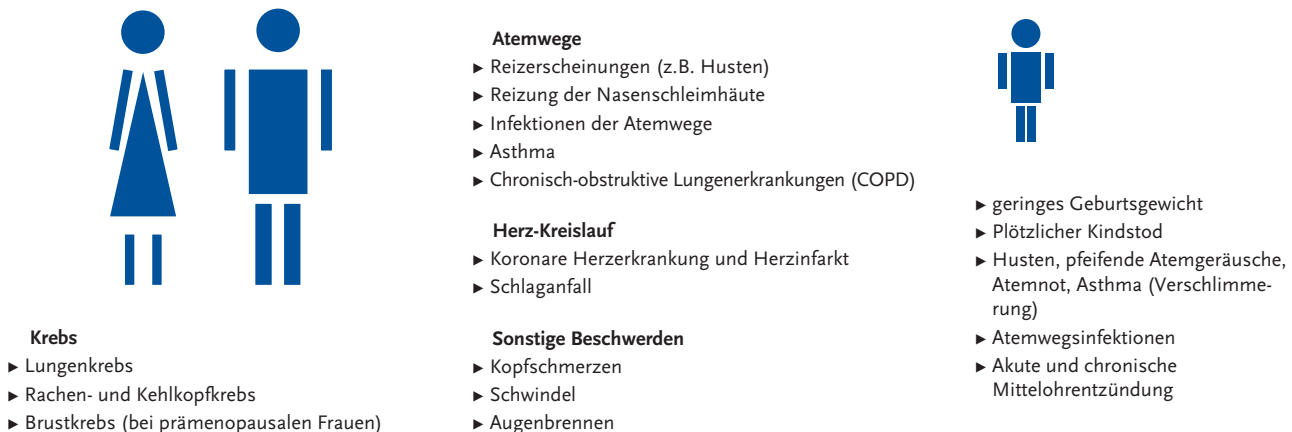 Krebs
► Lungenkrebs
► Rachen- und Kehlkopfkrebs
► Brustkrebs (bei prämenopausalen Frauen)
Atemwege
► Reizerscheinungen (z.B. Husten)
► Reizung der Nasenschleimhäute
► Infektionen der Atemwege
► Asthma
► Chronisch-obstruktive Lungenerkrankungen (COPD)
Herz-Kreislauf
► Koronare Herzerkrankung und Herzinfarkt
► Schlaganfall
Sonstige Beschwerden
► Kopfschmerzen
► Schwindel
► Augenbrennen
► geringes Geburtsgewicht
► Plötzlicher Kindstod
► Husten, pfeifende Atemgeräusche,
Atemnot, Asthma (Verschlimme-
rung)
► Atemwegsinfektionen
► Akute und chronische
Mittelohrentzündung